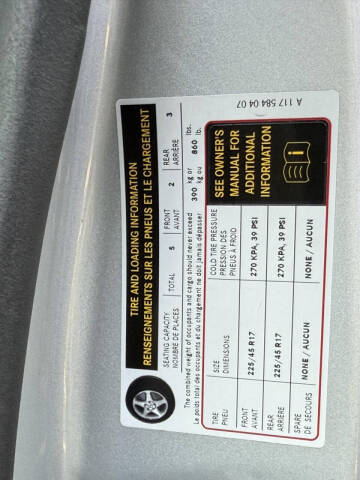 TIRE AND LOADING INFORMATION
RENSEIGNEMENTS SUR LES PNEUS ET LE CHARGEMENT
SEATING CAPACITY TOTAL 5 FRONT 2 REAR 3
NOMBRE DE PLACES AVANT ARRIÈRE
The combined weight of occupants and cargo should never exceed 390 kg or 860 lbs.
Le poids total des occupants et du chargement ne doit jamais dépasser kg ou lb.
TIRE SIZE COLD TIRE PRESSURE
PNEU DIMENSIONS PRESSION DES
PNEUS À FROID
FRONT 225/45 R17 270 KPA, 39 PSI
AVANT
REAR 225/45 R17 270 KPA, 39 PSI
ARRIÈRE
SPARE NONE / AUCUN NONE / AUCUN
DE SECOURS
SEE OWNER'S
MANUAL FOR
ADDITIONAL
INFORMATION
i
A 117 584 04 07